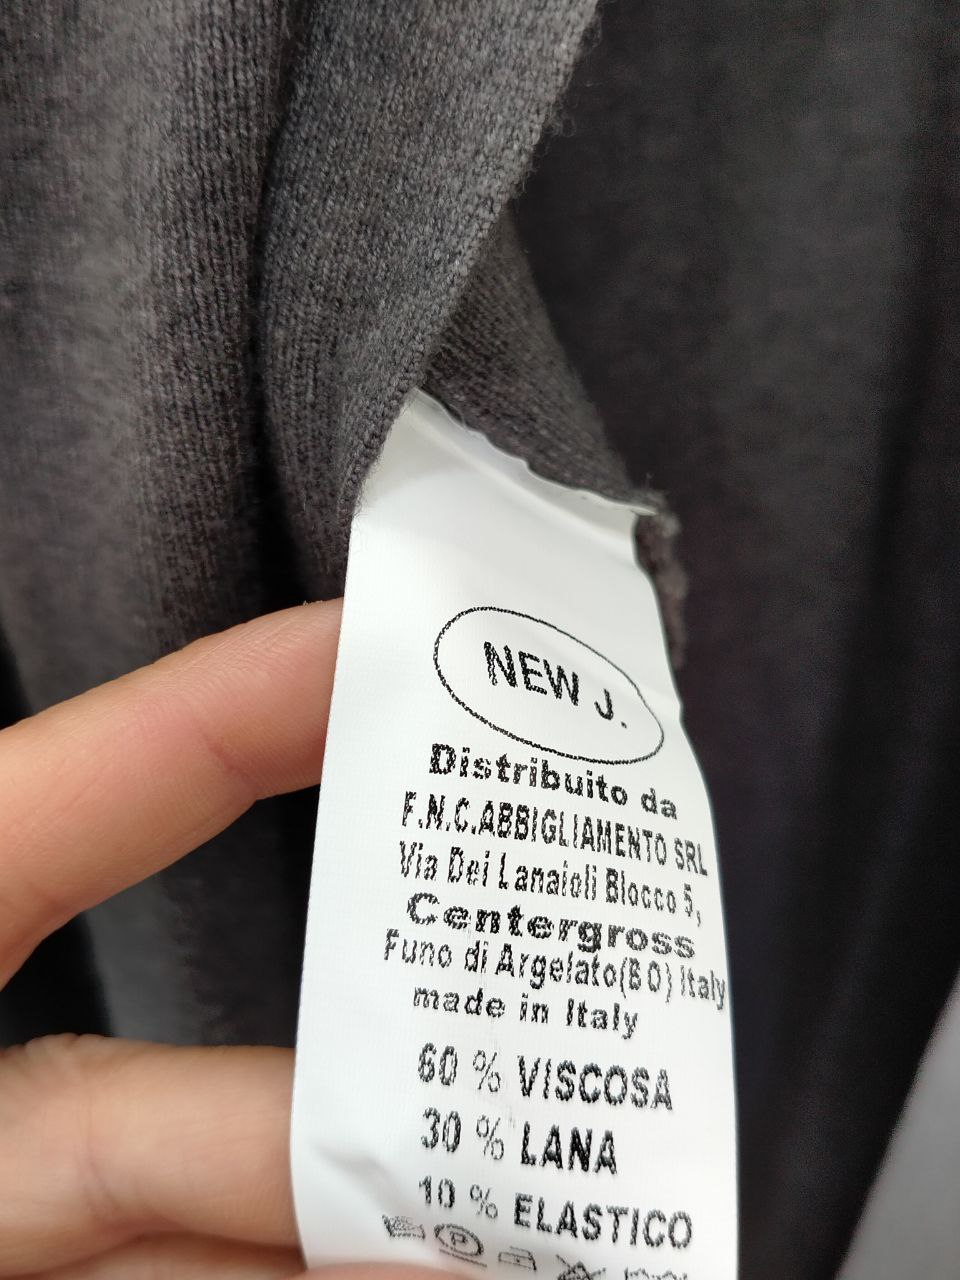 NEW J.
Distribuito da
F.N.C.ABBIGLIAMENTO SRL
Via Dei Lanaioli Blocco 5,
Centergross
Funo di Argelato(BO) Italy
made in Italy
60 % VISCOSA
30 % LANA
10 % ELASTICO
P